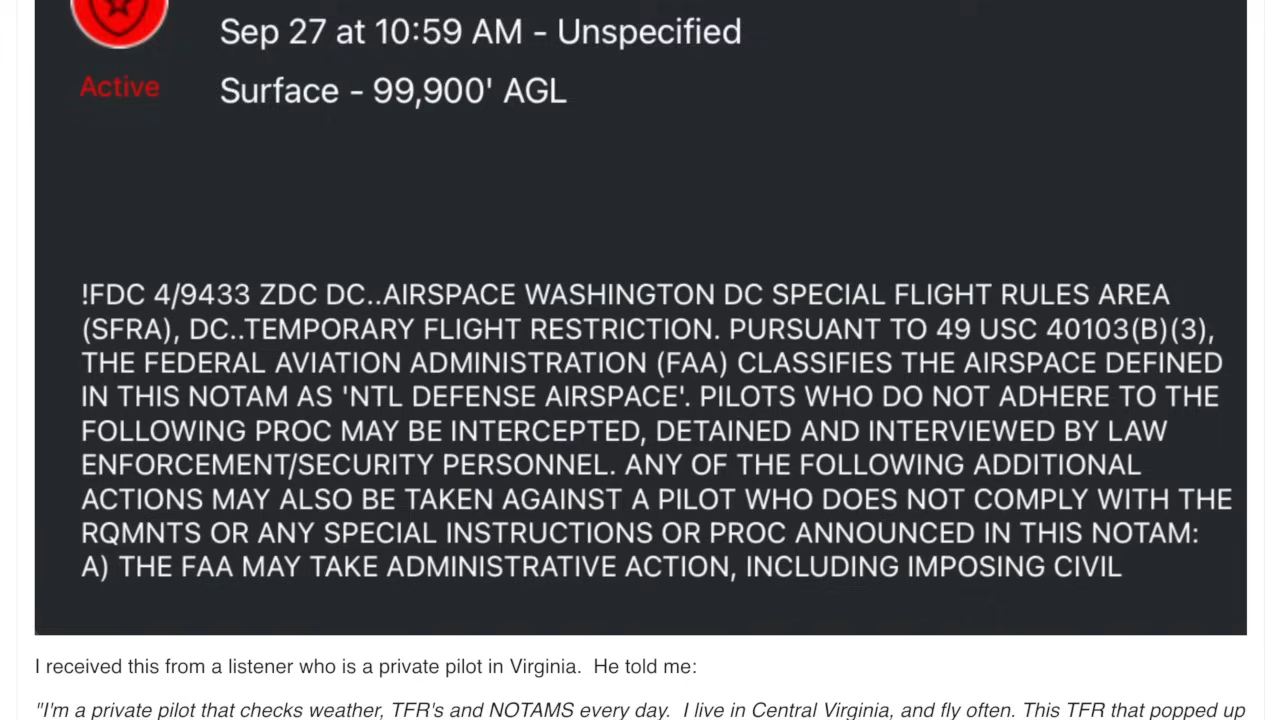 Sep 27 at 10:59 AM - Unspecified
Active
Surface - 99,900' AGL
!FDC 4/9433 ZDC DC..AIRSPACE WASHINGTON DC SPECIAL FLIGHT RULES AREA
(SFRA), DC..TEMPORARY FLIGHT RESTRICTION. PURSUANT TO 49 USC 40103(B)(3),
THE FEDERAL AVIATION ADMINISTRATION (FAA) CLASSIFIES THE AIRSPACE DEFINED
IN THIS NOTAM AS 'NTL DEFENSE AIRSPACE'. PILOTS WHO DO NOT ADHERE TO THE
FOLLOWING PROC MAY BE INTERCEPTED, DETAINED AND INTERVIEWED BY LAW
ENFORCEMENT/SECURITY PERSONNEL. ANY OF THE FOLLOWING ADDITIONAL
ACTIONS MAY ALSO BE TAKEN AGAINST A PILOT WHO DOES NOT COMPLY WITH THE
RQMNTS OR ANY SPECIAL INSTRUCTIONS OR PROC ANNOUNCED IN THIS NOTAM:
A) THE FAA MAY TAKE ADMINISTRATIVE ACTION, INCLUDING IMPOSING CIVIL
I received this from a listener who is a private pilot in Virginia.  He told me:
"I'm a private pilot that checks weather, TFR's and NOTAMS every day.  I live in Central Virginia, and fly often. This TFR that popped up